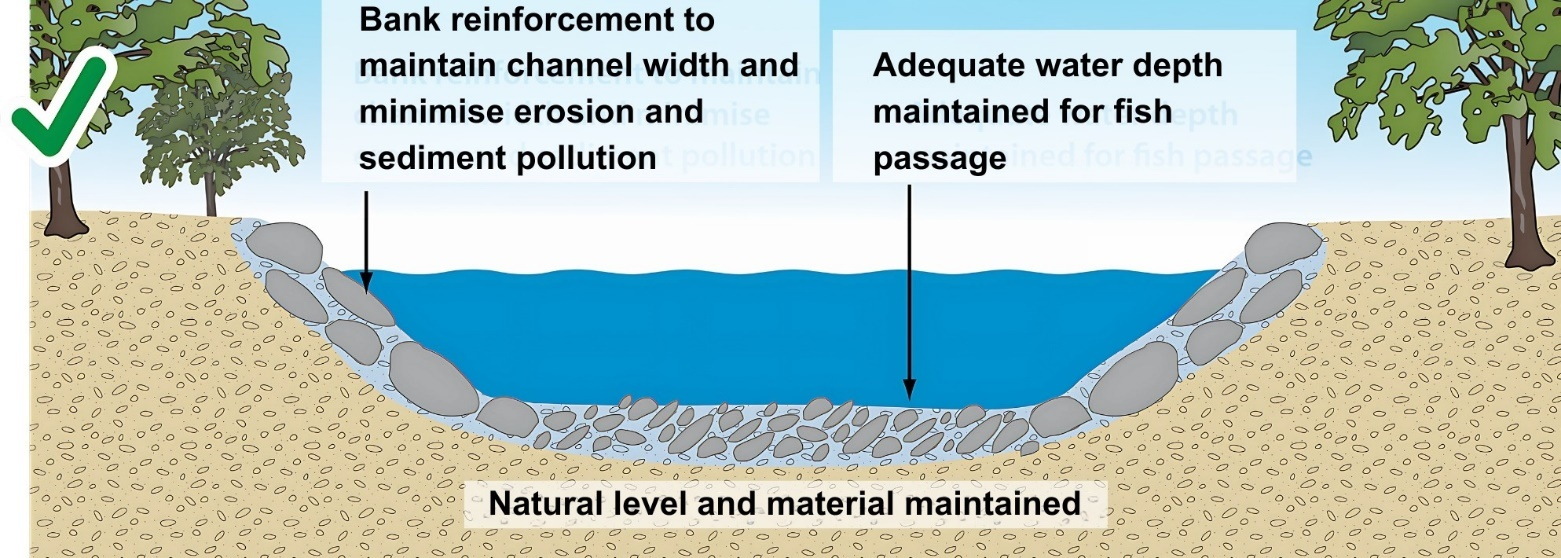 Bank reinforcement to
maintain channel width and
minimise erosion and
sediment pollution
Adequate water depth
maintained for fish
passage
Natural level and material maintained